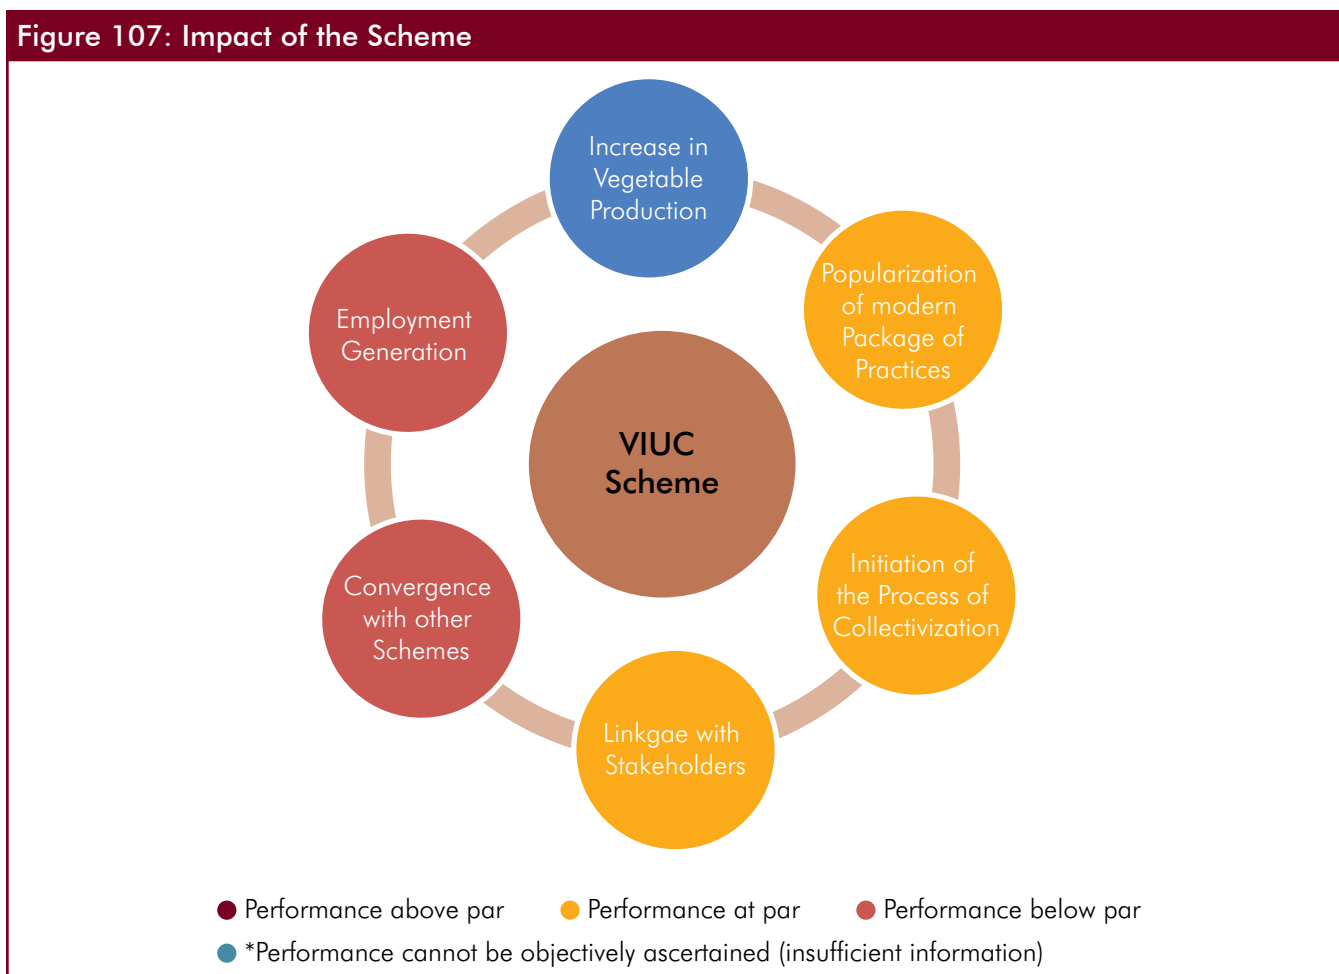 Figure 107: Impact of the Scheme
Increase in
Vegetable
Production
Popularization
of modern
Package of
Practices
Initiation of
the Process of
Collectivization
Linkgae with
Stakeholders
Convergence
with other
Schemes
Employment
Generation
VIUC
Scheme
Performance above par
Performance at par
Performance below par
*Performance cannot be objectively ascertained (insufficient information)